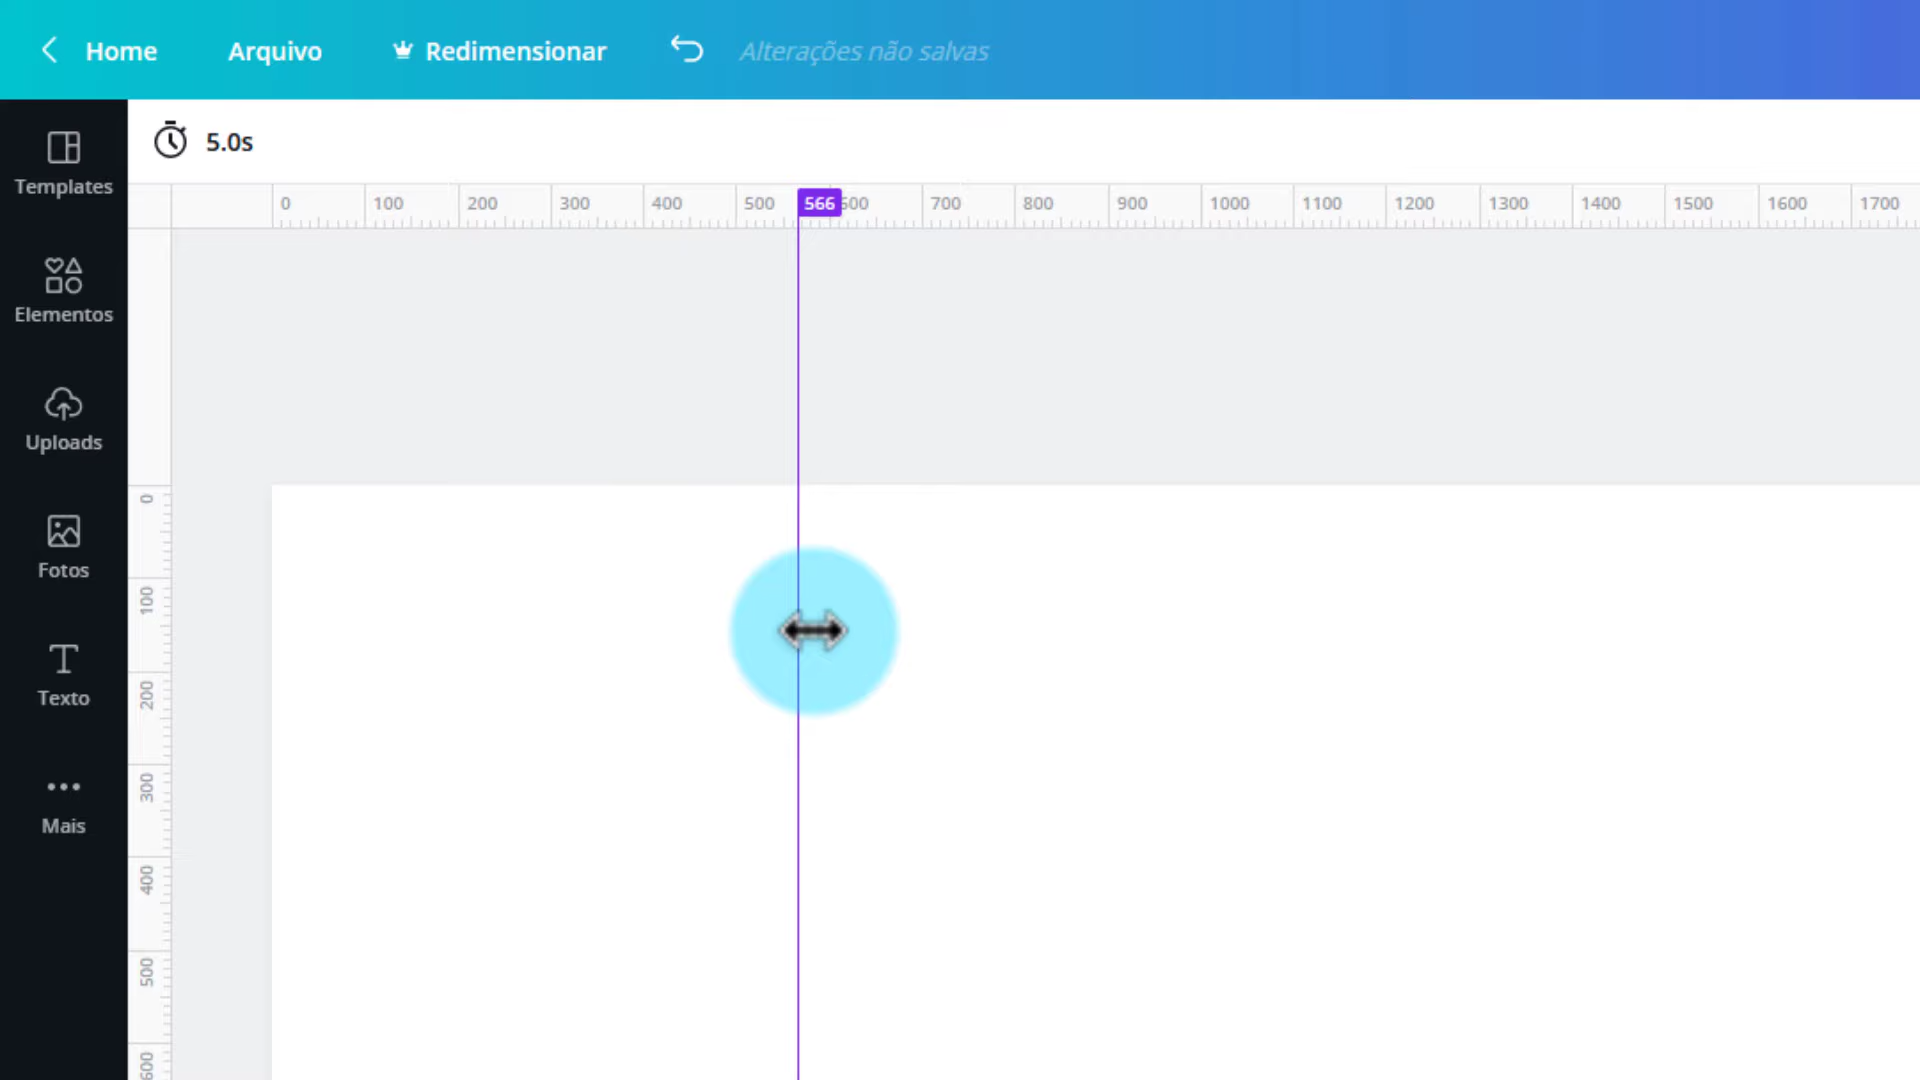 Home Arquivo Redimensionar Alterações não salvas
5.0s
Templates
0 100 200 300 400 500 566 600 700 800 900 1000 1100 1200 1300 1400 1500 1600 1700
Elementos
Uploads
Fotos
Texto
Mais
0
100
200
300
400
500
600